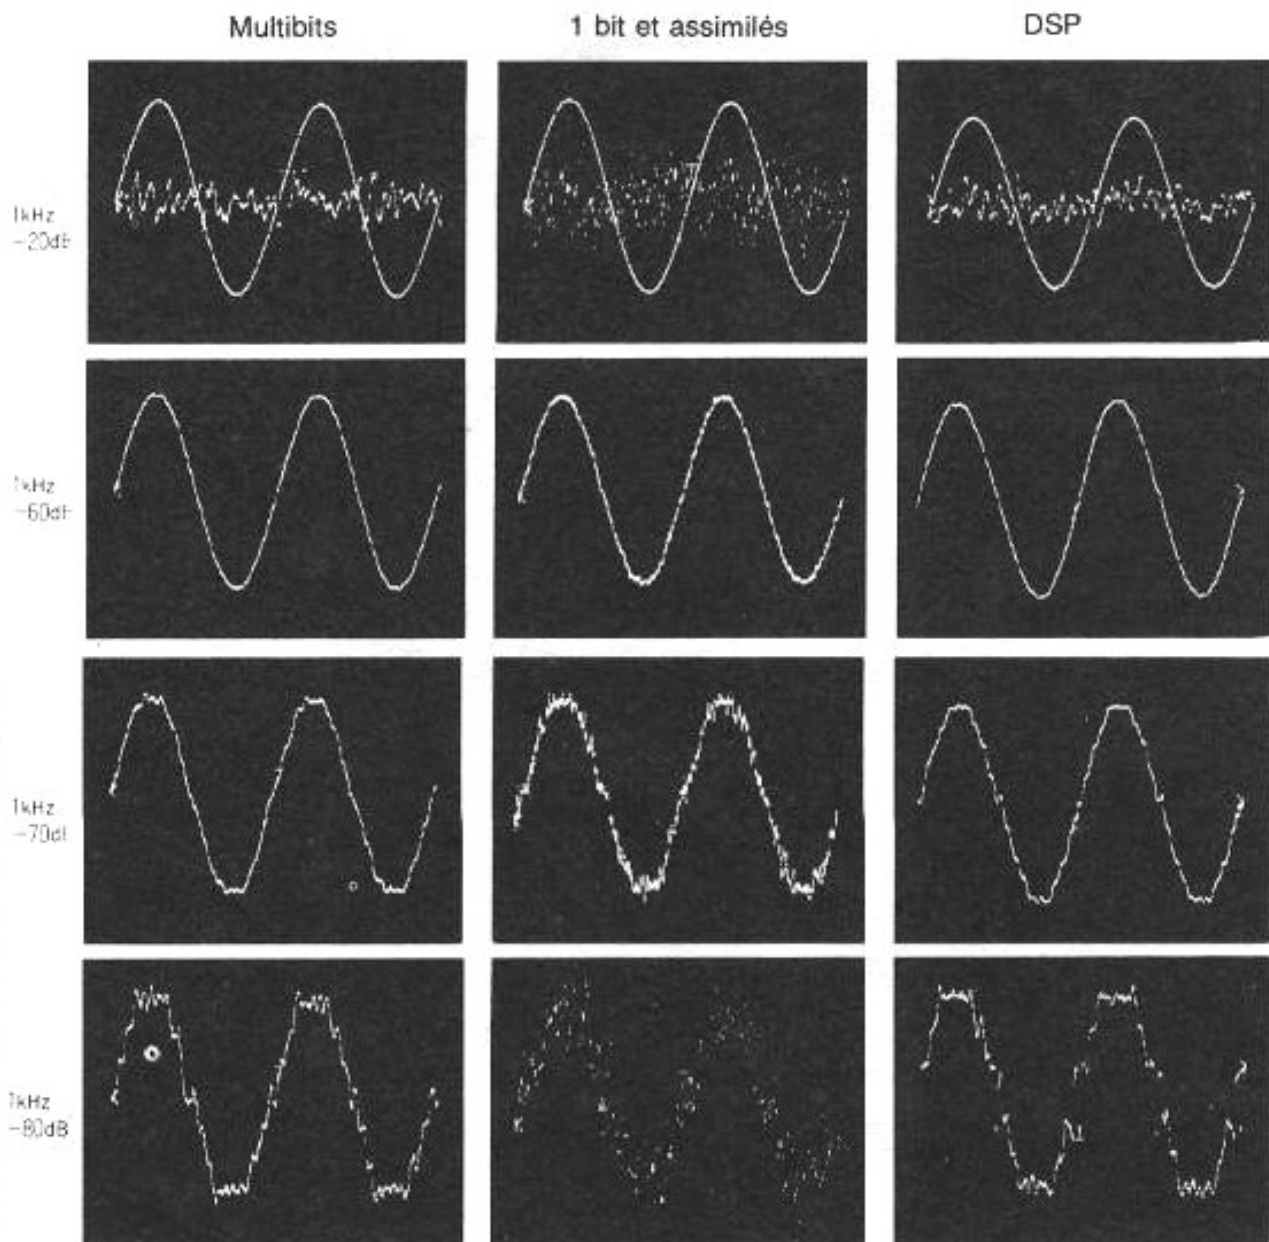 Multibits
1 bit et assimilés
DSP
1kHz
-20dB
1kHz
-60dB
1kHz
-70dB
1kHz
-80dB